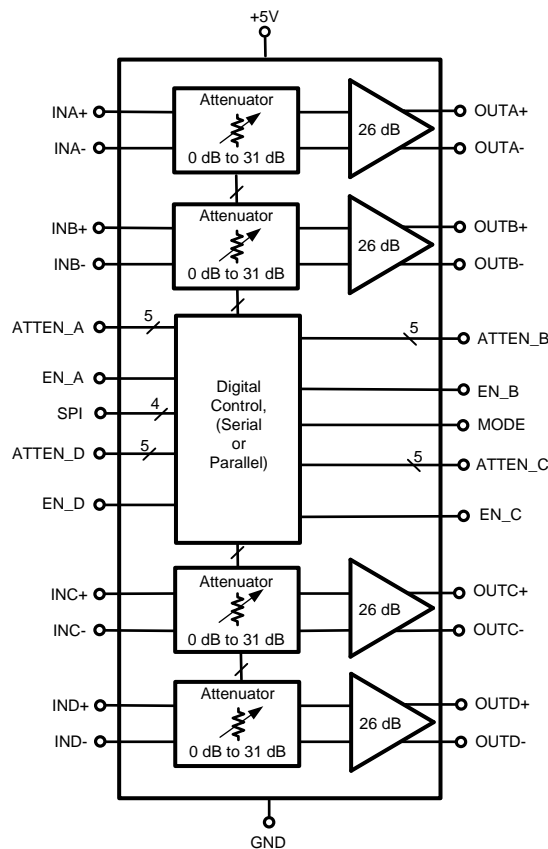 +5V
INA+
INA-
Attenuator
0 dB to 31 dB
26 dB
OUTA+
OUTA-
INB+
INB-
Attenuator
0 dB to 31 dB
26 dB
OUTB+
OUTB-
ATTEN_A
5
EN_A
SPI
4
ATTEN_D
5
EN_D
Digital
Control,
(Serial
or
Parallel)
5
ATTEN_B
EN_B
MODE
5
ATTEN_C
EN_C
INC+
INC-
Attenuator
0 dB to 31 dB
26 dB
OUTC+
OUTC-
IND+
IND-
Attenuator
0 dB to 31 dB
26 dB
OUTD+
OUTD-
GND